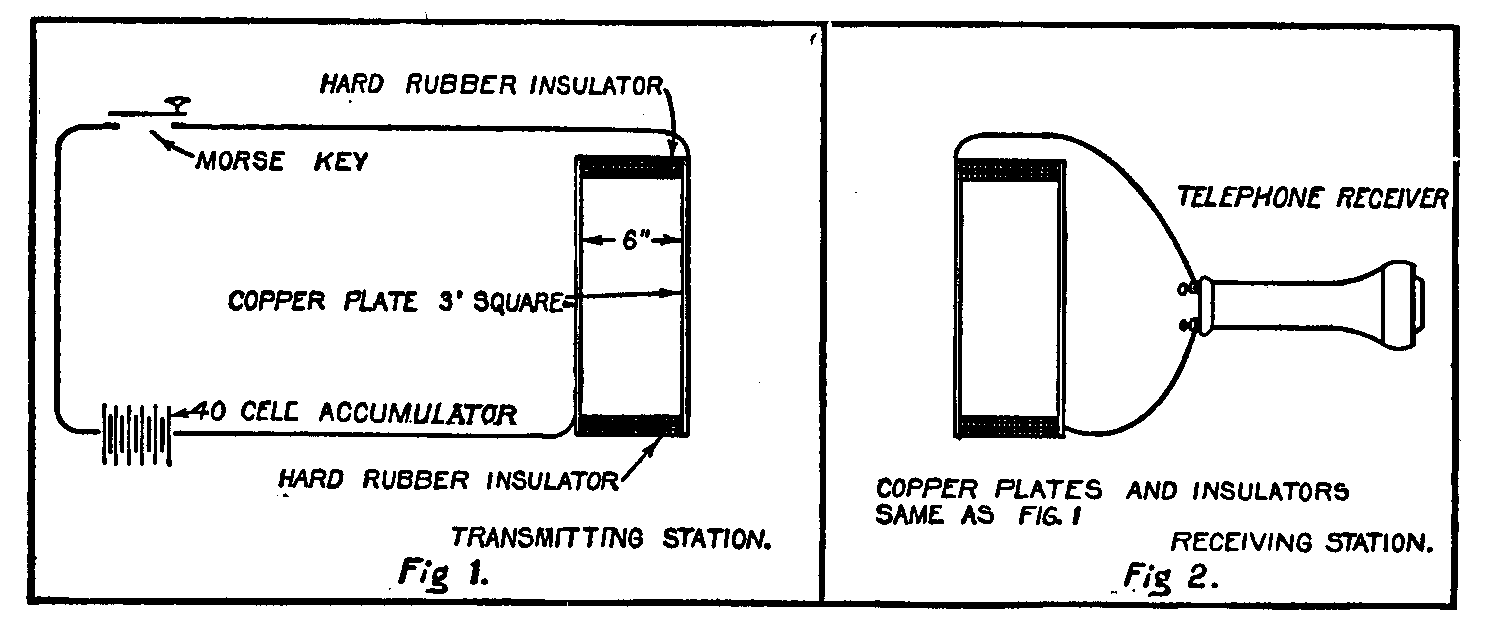 HARD RUBBER INSULATOR
MORSE KEY
6"
COPPER PLATE 3' SQUARE
40 CELL ACCUMULATOR
HARD RUBBER INSULATOR
TRANSMITTING STATION.
Fig 1.
TELEPHONE RECEIVER
COPPER PLATES AND INSULATORS
SAME AS FIG. 1
RECEIVING STATION.
Fig 2.